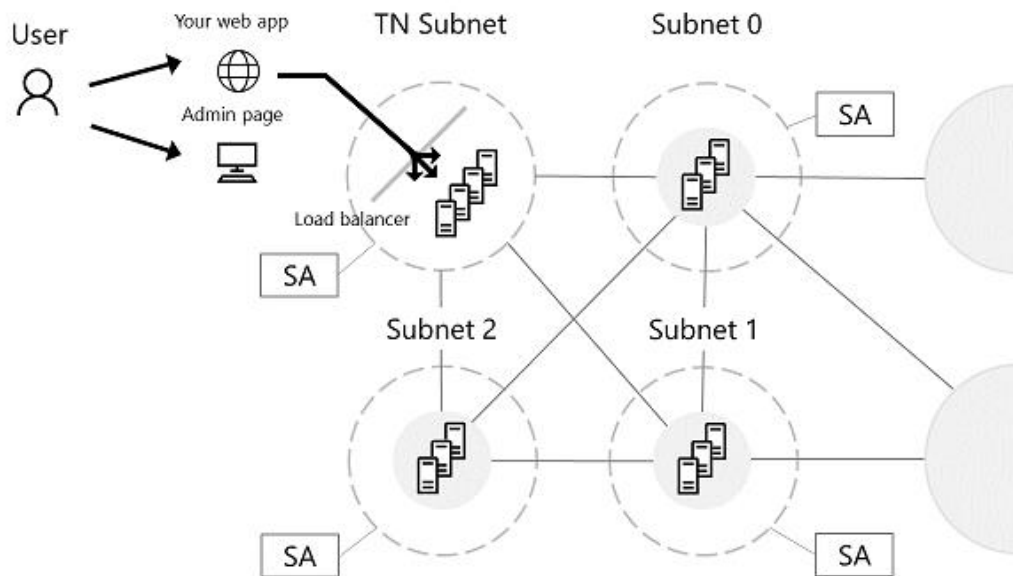 User
Your web app
TN Subnet
Subnet 0
Admin page
SA
Load balancer
SA
Subnet 2
Subnet 1
SA
SA